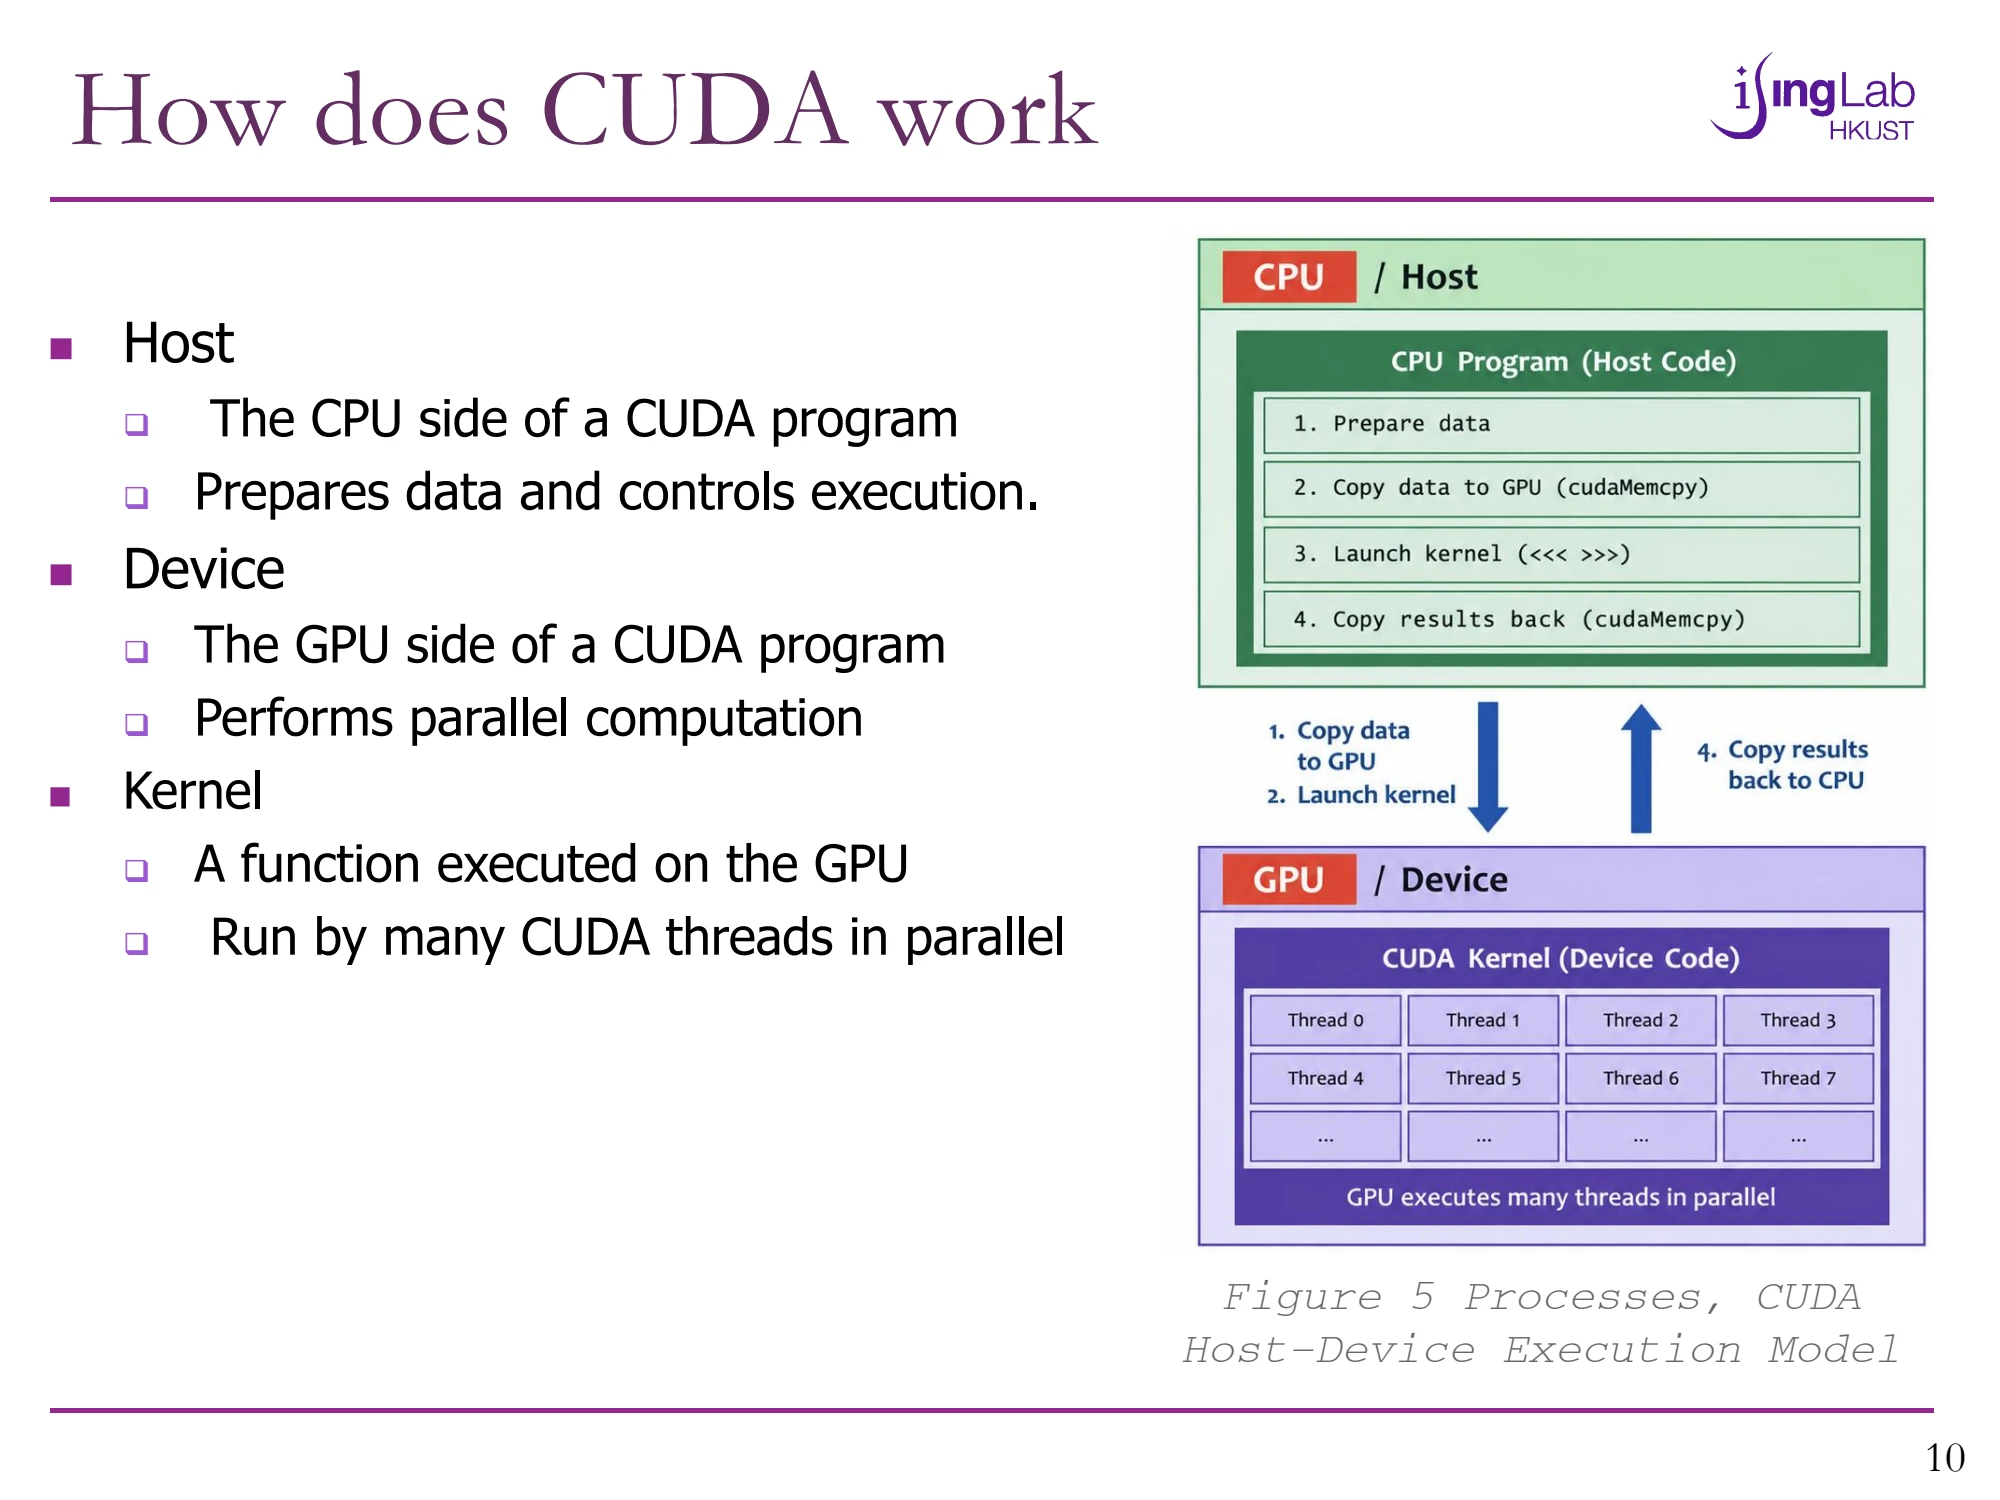 How does CUDA work
isingLab
HKUST
Host
The CPU side of a CUDA program
Prepares data and controls execution.
Device
The GPU side of a CUDA program
Performs parallel computation
Kernel
A function executed on the GPU
Run by many CUDA threads in parallel
CPU / Host
CPU Program (Host Code)
1. Prepare data
2. Copy data to GPU (cudaMemcpy)
3. Launch kernel (<<< >>>)
4. Copy results back (cudaMemcpy)
1. Copy data
to GPU
2. Launch kernel
4. Copy results
back to CPU
GPU / Device
CUDA Kernel (Device Code)
Thread 0 Thread 1 Thread 2 Thread 3
Thread 4 Thread 5 Thread 6 Thread 7
... ... ... ...
GPU executes many threads in parallel
Figure 5 Processes, CUDA
Host-Device Execution Model
10